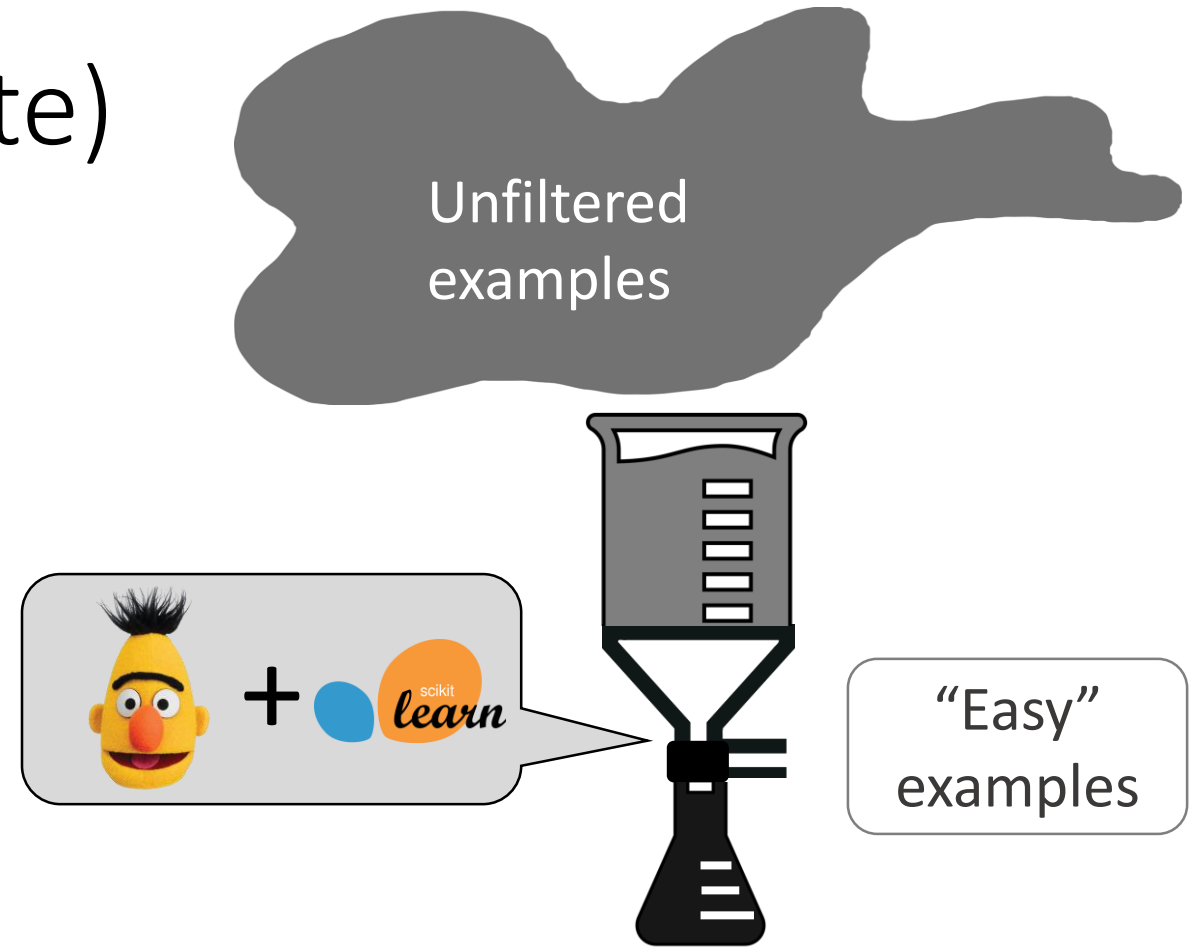 te)
Unfiltered
examples
+
scikit
learn
“Easy”
examples